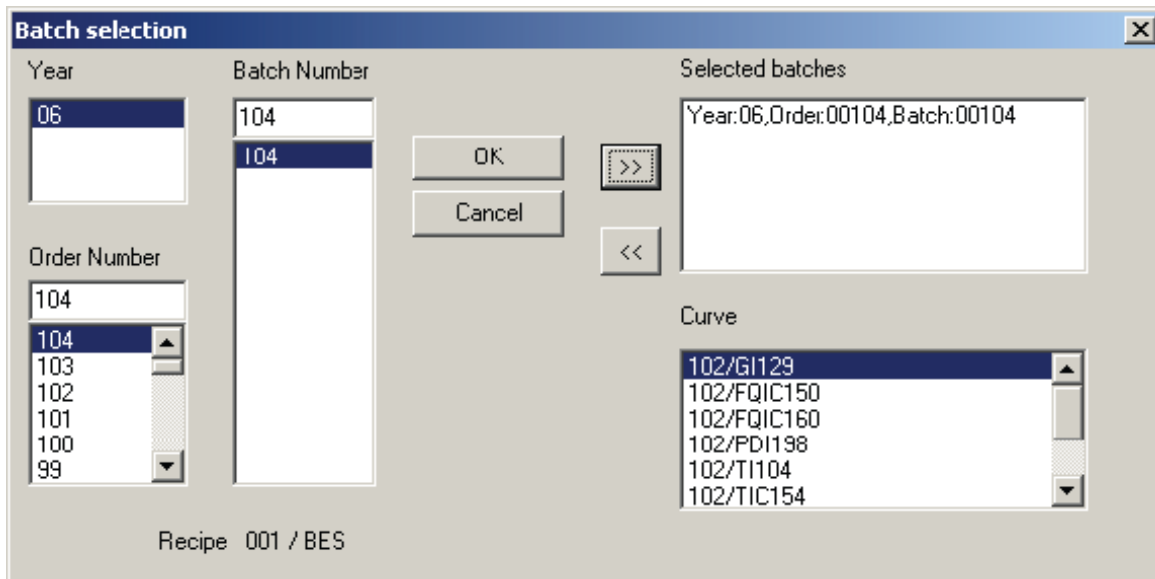 Batch selection
Year
06
Order Number
104
104
103
102
101
100
99
Batch Number
104
104
OK
Cancel
>>
<<
Selected batches
Year:06,Order:00104,Batch:00104
Curve
102/GI129
102/FQIC150
102/FQIC160
102/PDI198
102/TI104
102/TIC154
Recipe 001 / BES